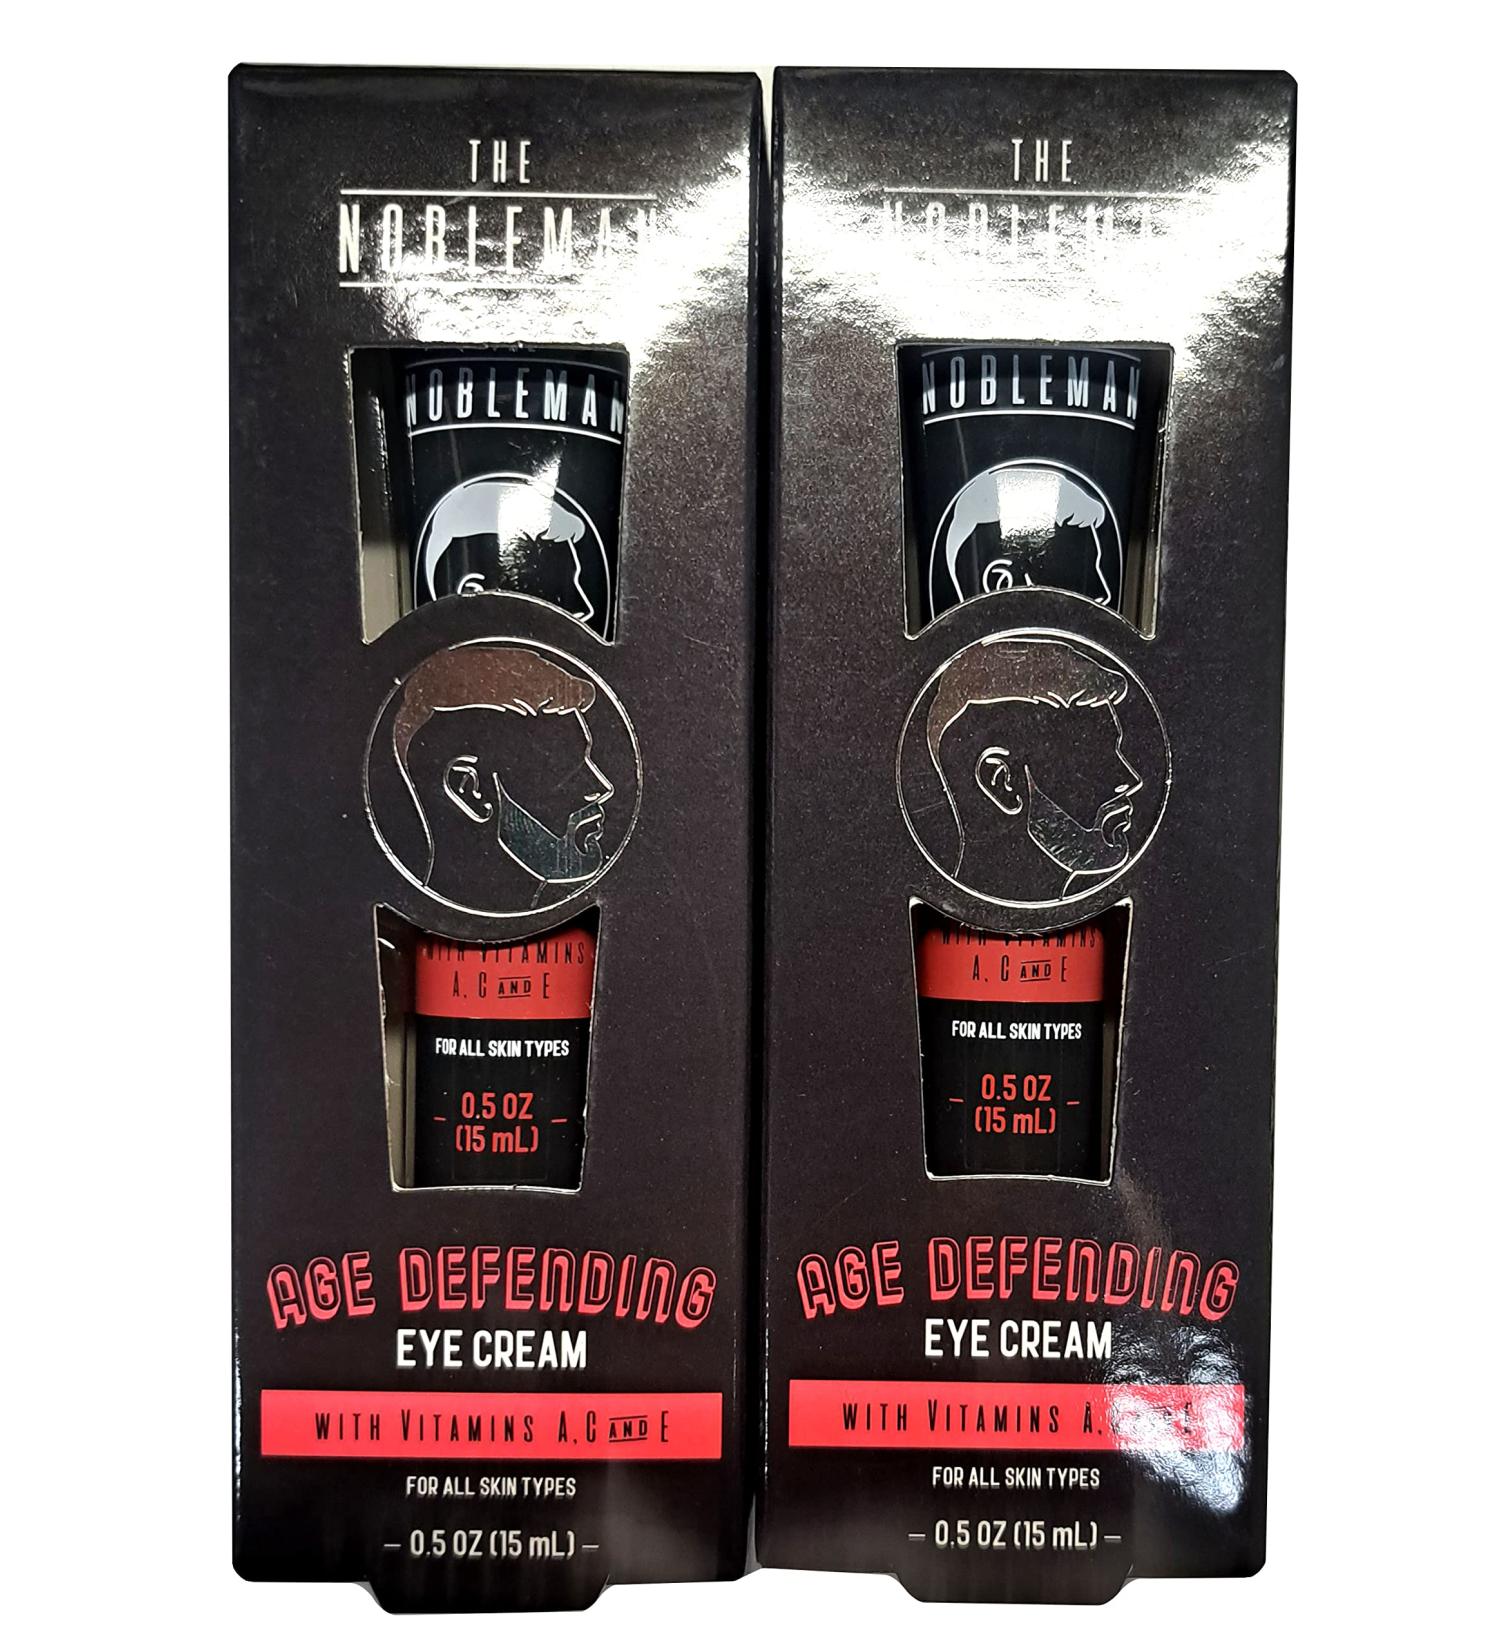 THE
NOBLEMAN
NOBLEMAN
WITH VITAMINS
A, C AND E
FOR ALL SKIN TYPES
0.5 OZ
(15 mL)
AGE DEFENDING
EYE CREAM
WITH VITAMINS A, C AND E
FOR ALL SKIN TYPES
– 0.5 OZ (15 mL) –
THE
NOBLEMAN
NOBLEMAN
WITH VITAMINS
A, C AND E
FOR ALL SKIN TYPES
0.5 OZ
(15 mL)
AGE DEFENDING
EYE CREAM
WITH VITAMINS A,
FOR ALL SKIN TYPES
– 0.5 OZ (15 mL) –